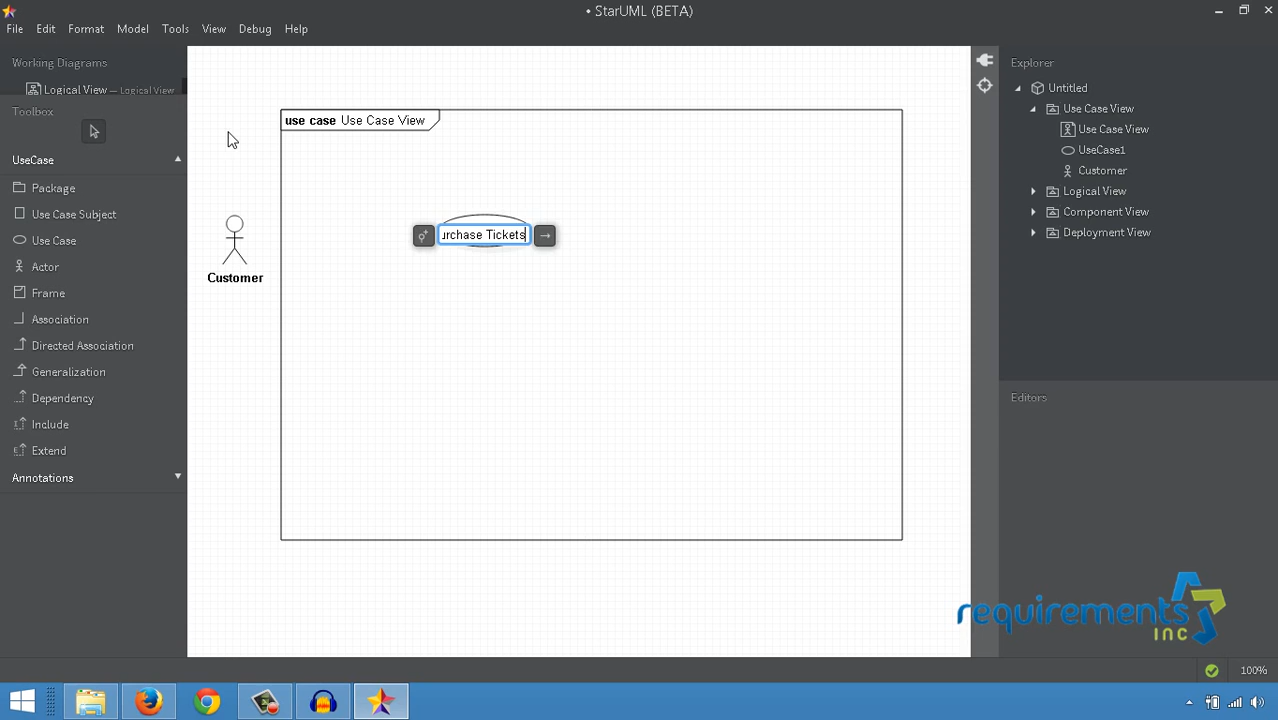 • StarUML (BETA)
File Edit Format Model Tools View Debug Help
Working Diagrams
Logical View — Logical View
Toolbox
UseCase
Package
Use Case Subject
Use Case
Actor
Frame
Association
Directed Association
Generalization
Dependency
Include
Extend
Annotations
use case Use Case View
Customer
urchase Tickets
Explorer
Untitled
Use Case View
Use Case View
UseCase1
Customer
Logical View
Component View
Deployment View
Editors
requirements
INC
100%